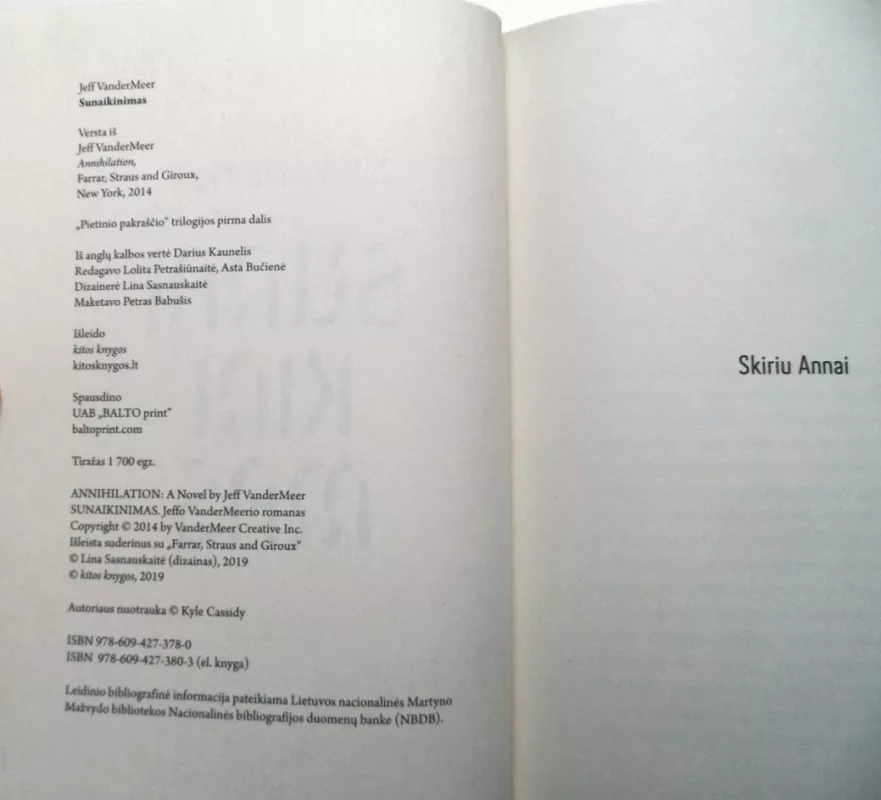 Jeff VanderMeer
Sunaikinimas
Versta iš
Jeff VanderMeer
Annihilation,
Farrar, Straus and Giroux,
New York, 2014
„Pietinio pakraščio“ trilogijos pirma dalis
Iš anglų kalbos vertė Darius Kaunelis
Redagavo Lolita Petrašiūnaitė, Asta Bučienė
Dizainerė Lina Sasnauskaitė
Maketavo Petras Babušis
Išleido
kitos knygos
kitosknygos.lt
Spausdino
UAB „BALTO print“
baltoprint.com
Tiražas 1 700 egz.
ANNIHILATION: A Novel by Jeff VanderMeer
SUNAIKINIMAS. Jeffo VanderMeerio romanas
Copyright © 2014 by VanderMeer Creative Inc.
Išleista suderinus su „Farrar, Straus and Giroux“
© Lina Sasnauskaitė (dizainas), 2019
© kitos knygos, 2019
Autoriaus nuotrauka © Kyle Cassidy
ISBN 978-609-427-378-0
ISBN 978-609-427-380-3 (el. knyga)
Leidinio bibliografinė informacija pateikiama Lietuvos nacionalinės Martyno
Mažvydo bibliotekos Nacionalinės bibliografijos duomenų banke (NBDB).
Skiriu Annai